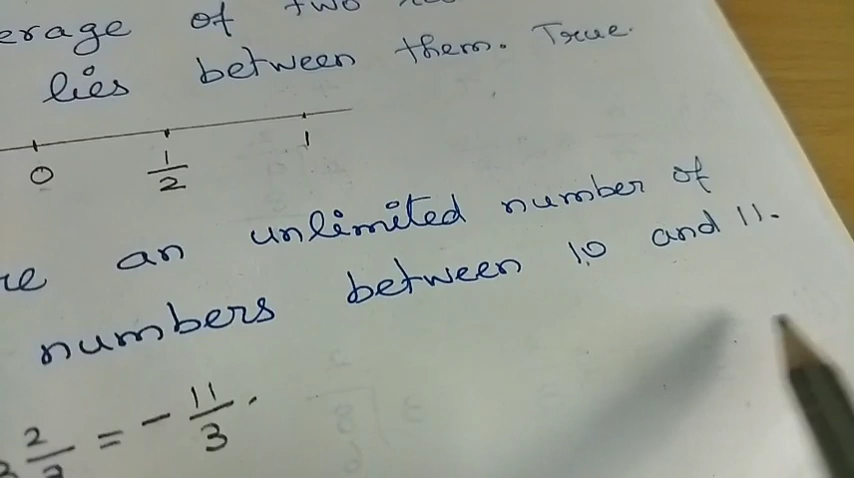 erage of two
lies between them. True.
0 1/2 1
re an unlimited number of
numbers between 10 and 11.
2/3 = - 11/3.